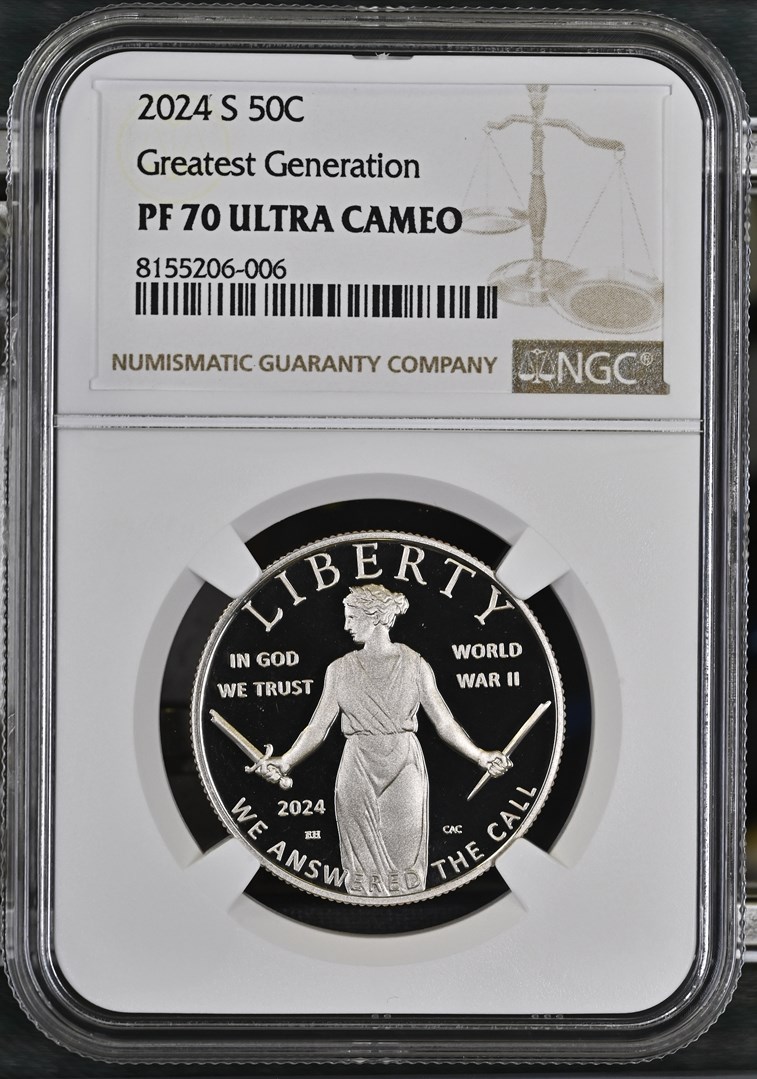 2024 S 50C
Greatest Generation
PF 70 ULTRA CAMEO
8155206-006
NUMISMATIC GUARANTY COMPANY
NGC®
LIBERTY
IN GOD
WE TRUST
WORLD
WAR II
2024
EH
CAC
WE ANSWERED THE CALL